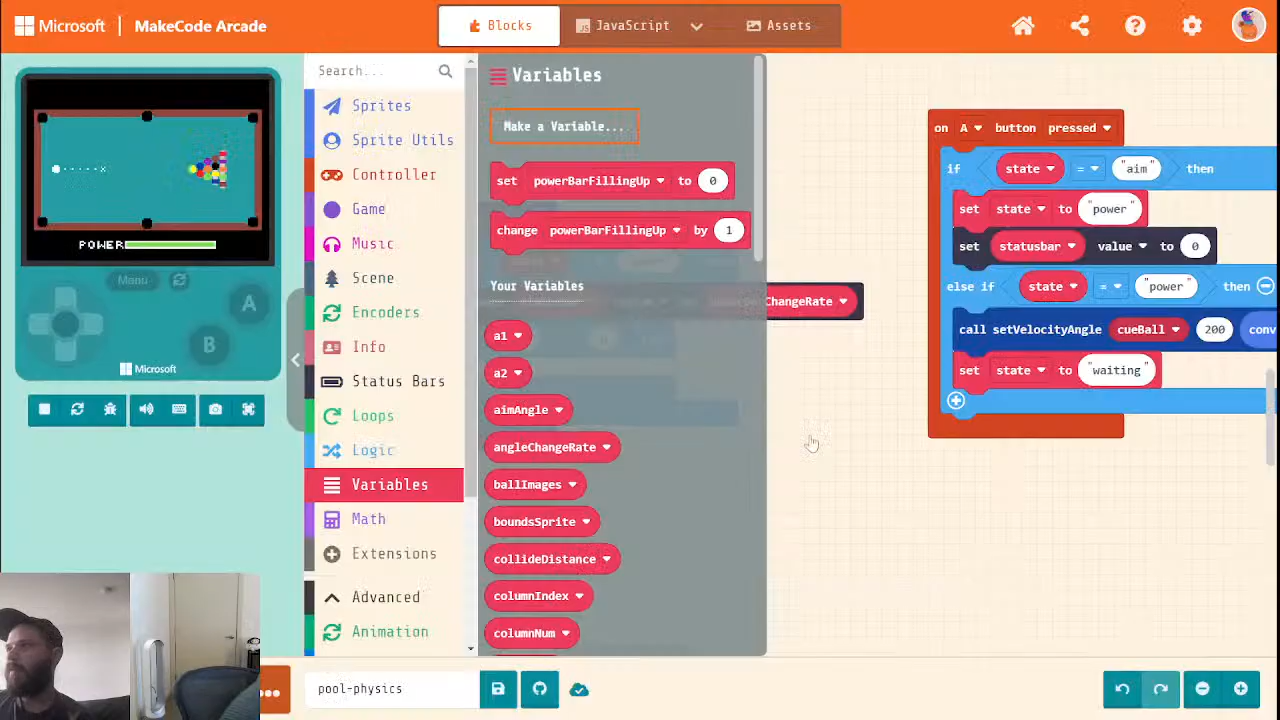 Microsoft | MakeCode Arcade
Blocks
JavaScript
Assets
POWER
Menu
A
B
Microsoft
Search...
Sprites
Sprite Utils
Controller
Game
Music
Scene
Encoders
Info
Status Bars
Loops
Logic
Variables
Math
Extensions
Advanced
Animation
Variables
Make a Variable...
set powerBarFillingUp to 0
change powerBarFillingUp by 1
Your Variables
a1
a2
aimAngle
angleChangeRate
ballImages
boundsSprite
collideDistance
columnIndex
columnNum
ChangeRate
on A button pressed
if state = "aim" then
set state to "power"
set statusbar value to 0
else if state = "power" then
call setVelocityAngle cueBall 200 conv
set state to "waiting"
pool-physics